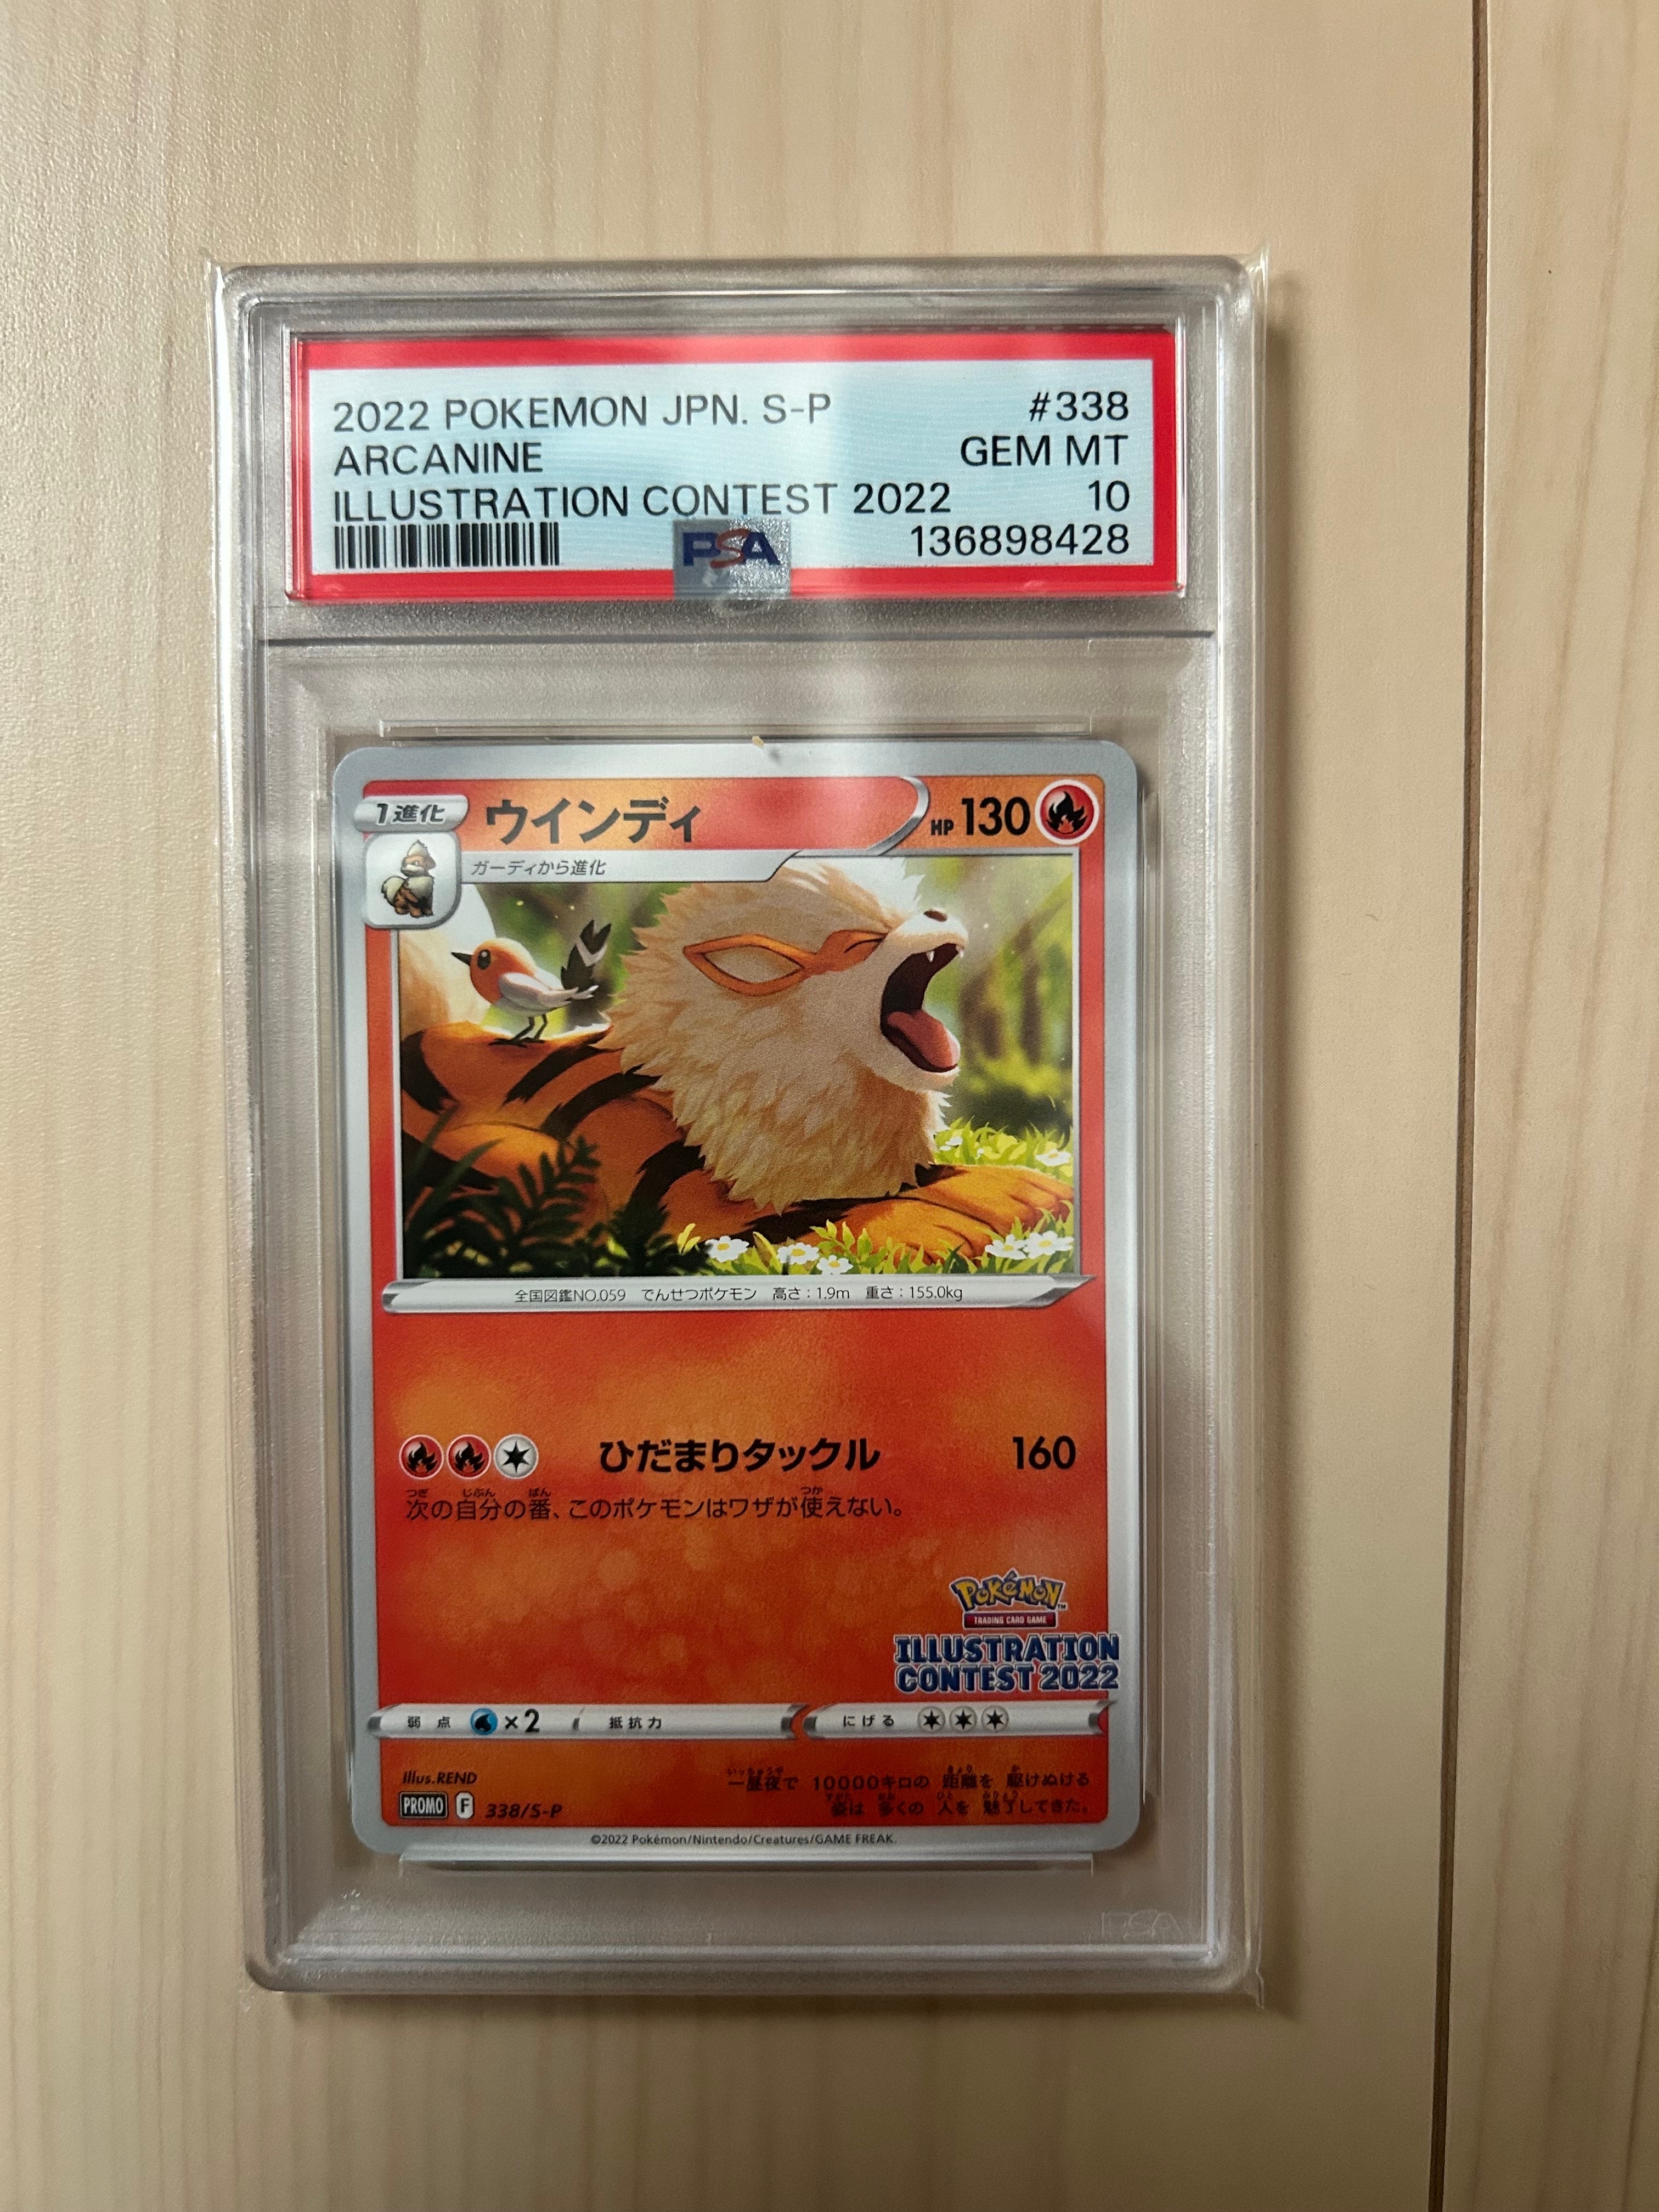 2022 POKEMON JPN. S-P #338
ARCANINE GEM MT
ILLUSTRATION CONTEST 2022 10
PSA 136898428
1進化 ウインディ HP 130
ガーディから進化
全国図鑑NO.059 でんせつポケモン 高さ:1.9m 重さ:155.0kg
ひだまりタックル 160
次の自分の番、このポケモンはワザが使えない。
Pokémon
TRADING CARD GAME
ILLUSTRATION
CONTEST 2022
弱点 ×2 抵抗力 にげる
Illus.REND
一昼夜で 10000キロの 距離を 駆けぬける
姿は 多くの 人を 魅了してきた。
PROMO F 338/S-P
©2022 Pokémon/Nintendo/Creatures/GAME FREAK.
PSA